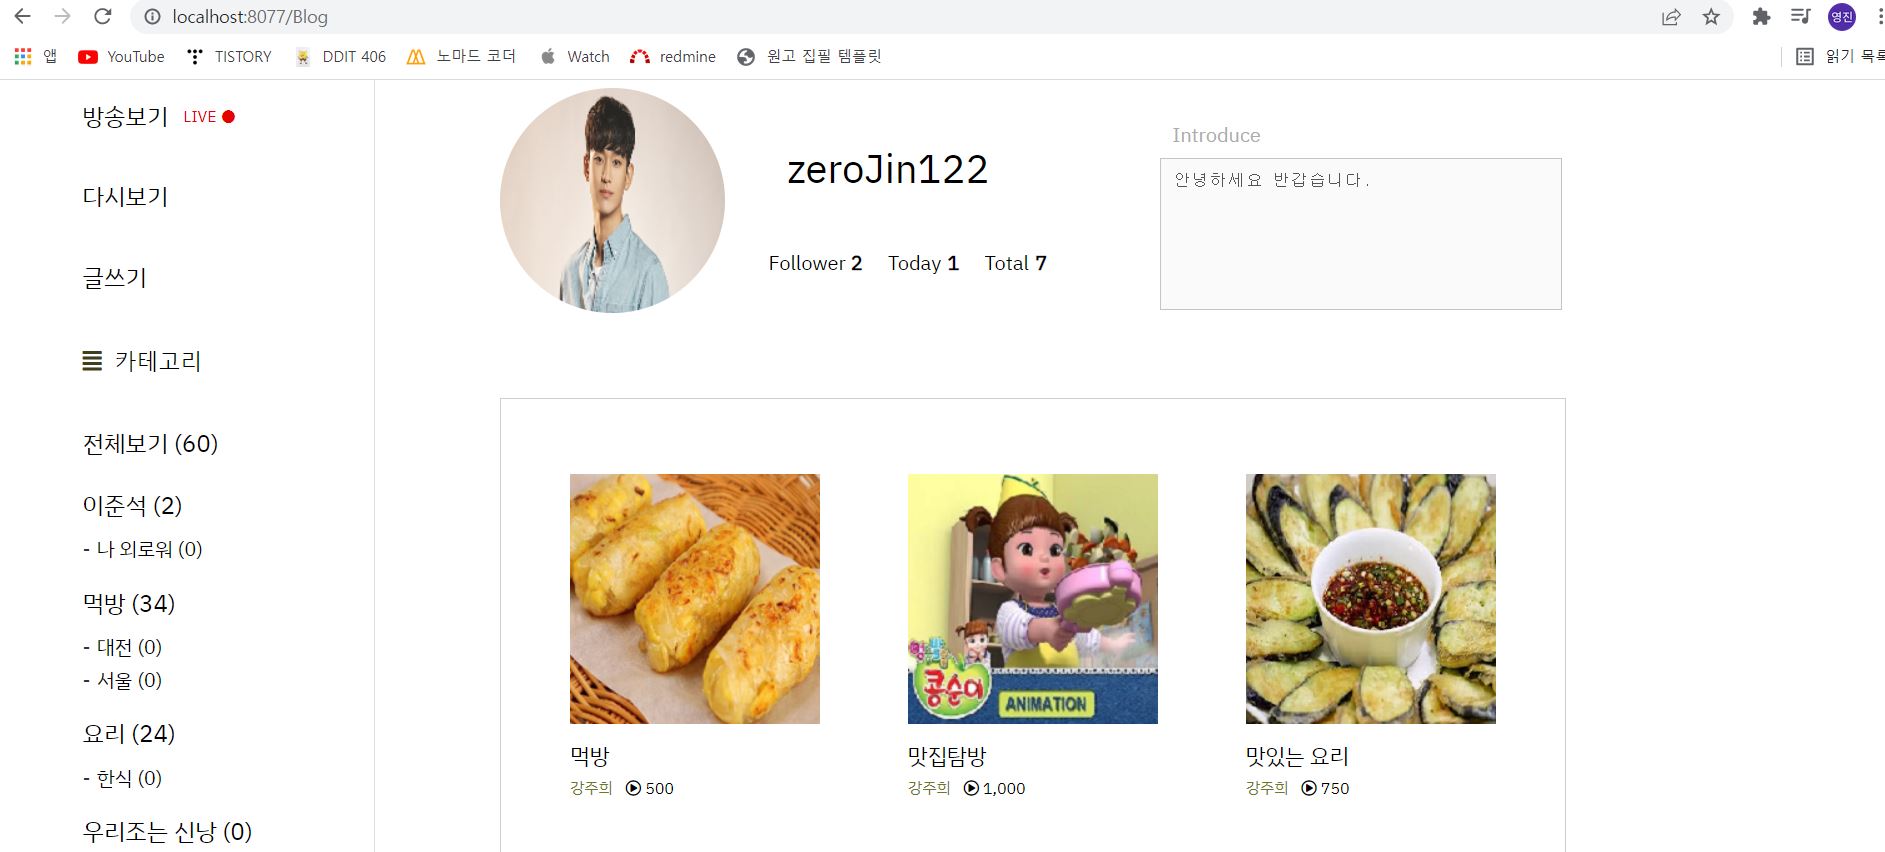 localhost:8077/Blog
영진
앱 YouTube TISTORY DDIT 406 노마드 코더 Watch redmine 원고 집필 템플릿 읽기 목록
방송보기 LIVE
다시보기
글쓰기
카테고리
전체보기 (60)
이준석 (2)
- 나 외로워 (0)
먹방 (34)
- 대전 (0)
- 서울 (0)
요리 (24)
- 한식 (0)
우리조는 신낭 (0)
zeroJin122
Follower 2 Today 1 Total 7
Introduce
안녕하세요 반갑습니다.
콩순이
ANIMATION
먹방
강주희 500
맛집탐방
강주희 1,000
맛있는 요리
강주희 750